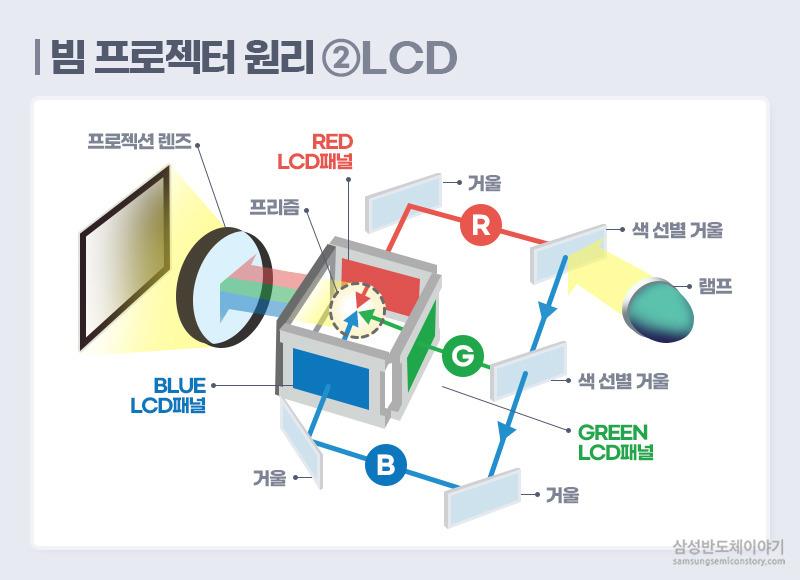 빔 프로젝터 원리 ②LCD
프로젝션 렌즈
RED
LCD패널
거울
프리즘
R
색 선별 거울
램프
G
BLUE
LCD패널
색 선별 거울
GREEN
LCD패널
B
거울
거울
삼성반도체이야기
samsungsemiconstory.com